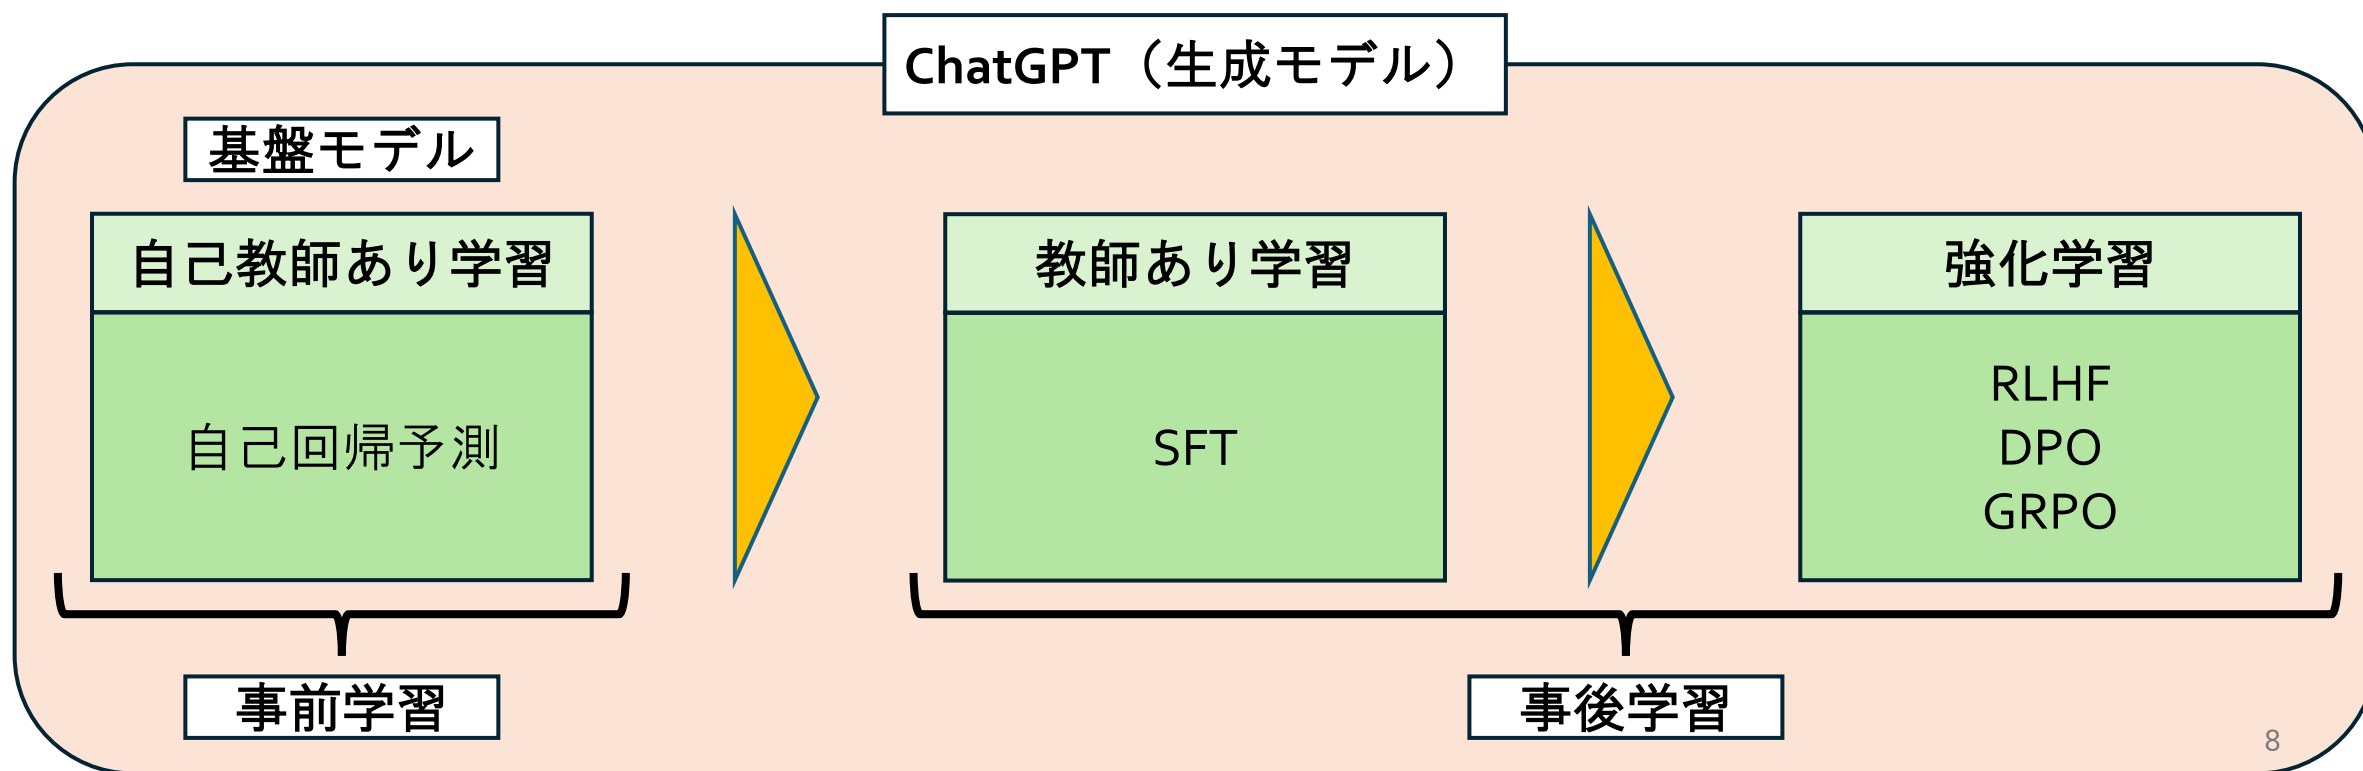 ChatGPT（生成モデル）
基盤モデル
自己教師あり学習
自己回帰予測
教師あり学習
SFT
強化学習
RLHF
DPO
GRPO
事前学習
事後学習
8